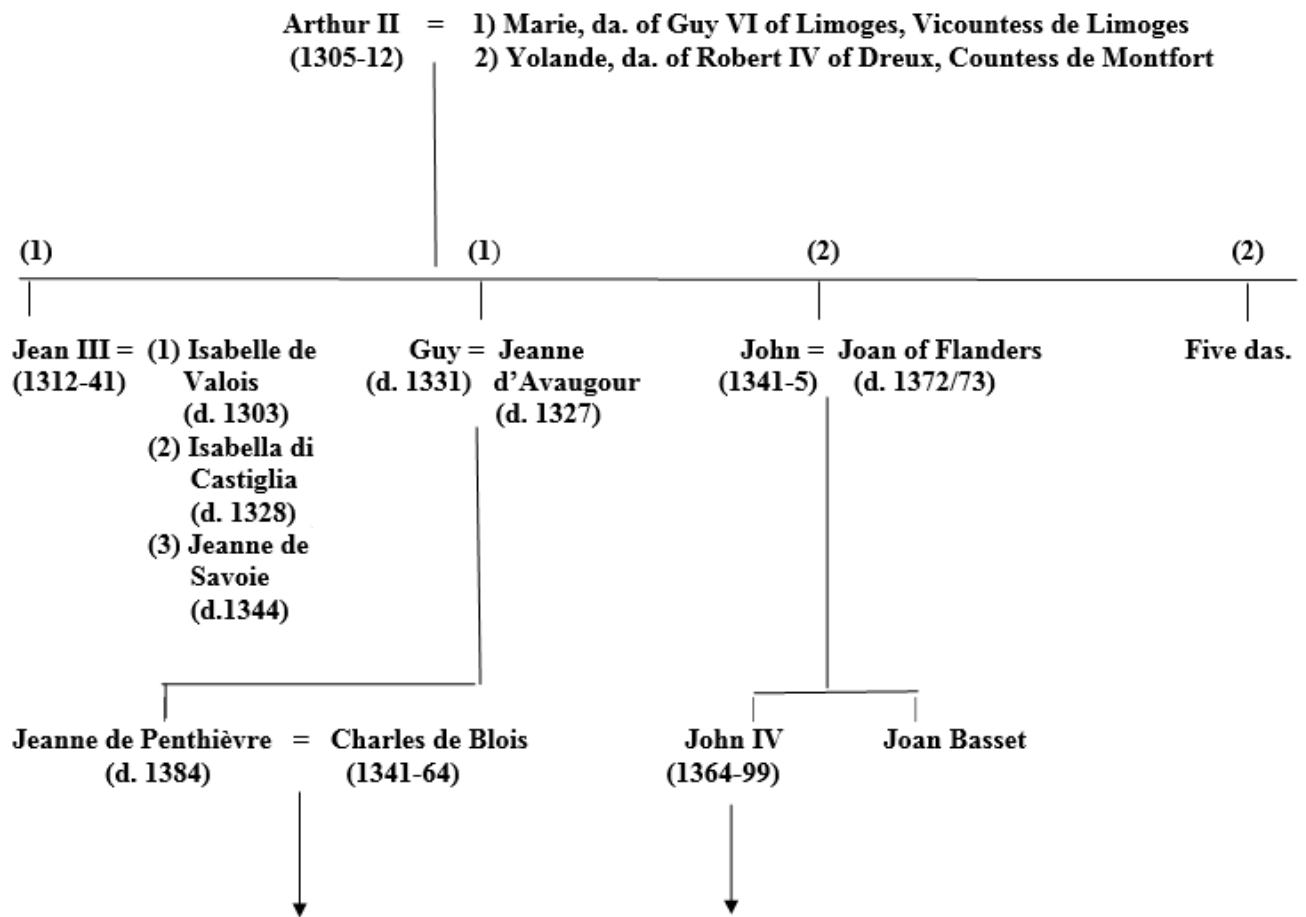 Arthur II = 1) Marie, da. of Guy VI of Limoges, Vicountess de Limoges
(1305-12) 2) Yolande, da. of Robert IV of Dreux, Countess de Montfort
(1) (1) (2) (2)
Jean III = (1) Isabelle de
(1312-41) Valois
(d. 1303)
(2) Isabella di
Castiglia
(d. 1328)
(3) Jeanne de
Savoie
(d.1344)
Guy = Jeanne
(d. 1331) d’Avaugour
(d. 1327)
John = Joan of Flanders
(1341-5) (d. 1372/73)
Five das.
Jeanne de Penthièvre = Charles de Blois
(d. 1384) (1341-64)
John IV
(1364-99)
Joan Basset